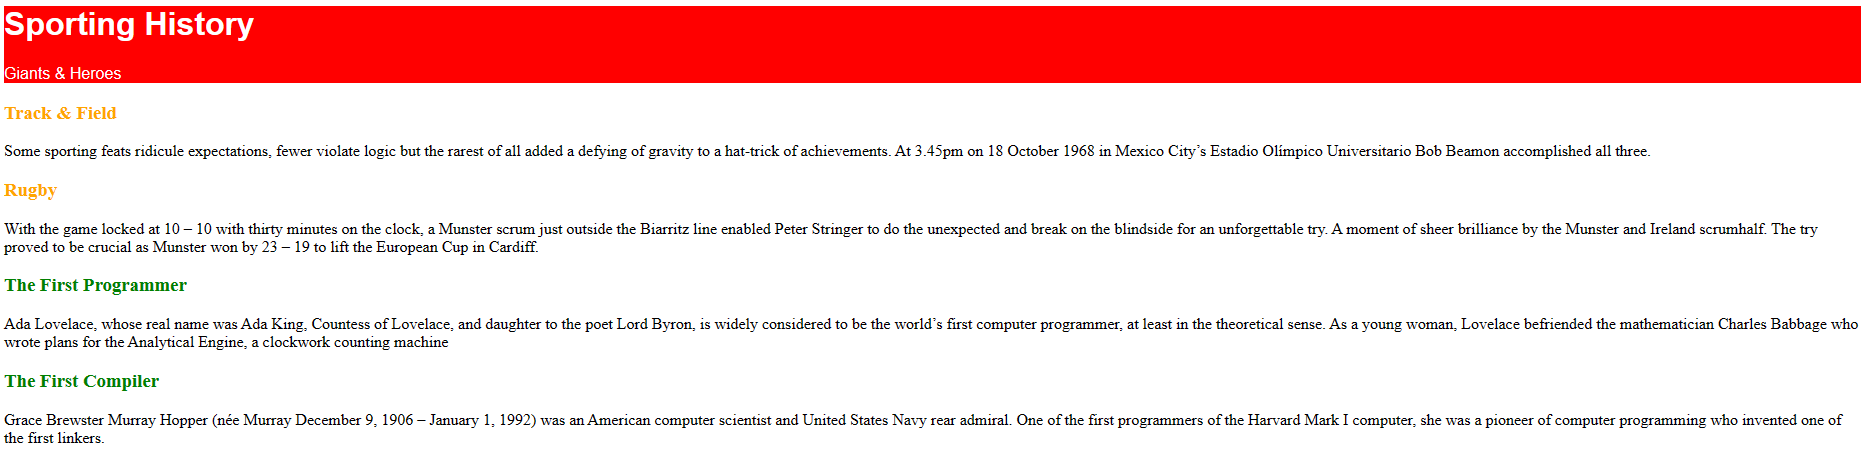 Sporting History
Giants & Heroes
Track & Field
Some sporting feats ridicule expectations, fewer violate logic but the rarest of all added a defying of gravity to a hat-trick of achievements. At 3.45pm on 18 October 1968 in Mexico City’s Estadio Olímpico Universitario Bob Beamon accomplished all three.
Rugby
With the game locked at 10 – 10 with thirty minutes on the clock, a Munster scrum just outside the Biarritz line enabled Peter Stringer to do the unexpected and break on the blindside for an unforgettable try. A moment of sheer brilliance by the Munster and Ireland scrumhalf. The try
proved to be crucial as Munster won by 23 – 19 to lift the European Cup in Cardiff.
The First Programmer
Ada Lovelace, whose real name was Ada King, Countess of Lovelace, and daughter to the poet Lord Byron, is widely considered to be the world’s first computer programmer, at least in the theoretical sense. As a young woman, Lovelace befriended the mathematician Charles Babbage who
wrote plans for the Analytical Engine, a clockwork counting machine
The First Compiler
Grace Brewster Murray Hopper (née Murray December 9, 1906 – January 1, 1992) was an American computer scientist and United States Navy rear admiral. One of the first programmers of the Harvard Mark I computer, she was a pioneer of computer programming who invented one of
the first linkers.